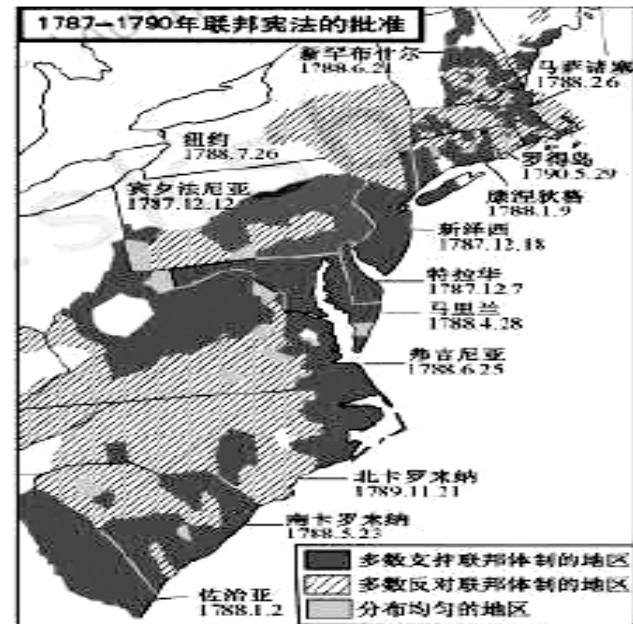 1787-1790年联邦宪法的批准
新罕布什尔
1788.6.21
马萨诸塞
1788.2.6
纽约
1788.7.26
罗得岛
1790.5.29
宾夕法尼亚
1787.12.12
康涅狄格
1788.1.9
新泽西
1787.12.18
特拉华
1787.12.7
马里兰
1788.4.28
弗吉尼亚
1788.6.25
北卡罗来纳
1789.11.21
南卡罗来纳
1788.5.23
佐治亚
1788.1.2
多数支持联邦体制的地区
多数反对联邦体制的地区
分布均匀的地区